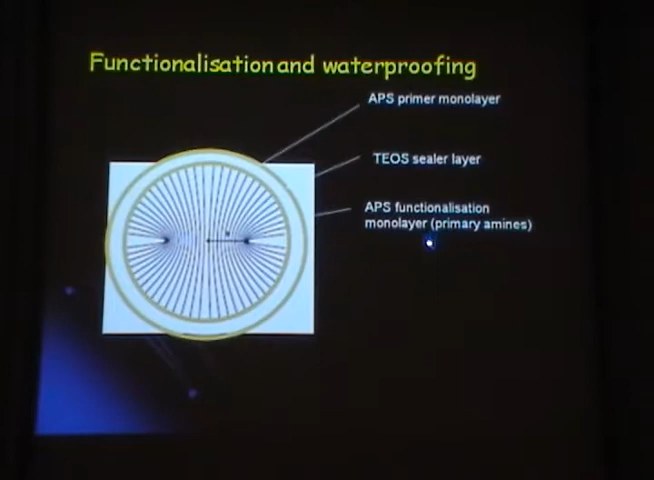 Functionalisation and waterproofing
APS primer monolayer
TEOS sealer layer
APS functionalisation
monolayer (primary amines)